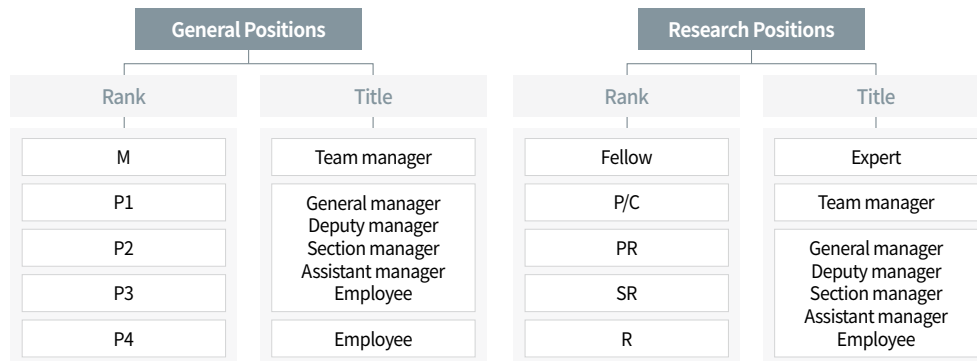 General Positions
Rank
Title
M
P1
P2
P3
P4
Team manager
General manager
Deputy manager
Section manager
Assistant manager
Employee
Employee
Research Positions
Rank
Title
Fellow
P/C
PR
SR
R
Expert
Team manager
General manager
Deputy manager
Section manager
Assistant manager
Employee